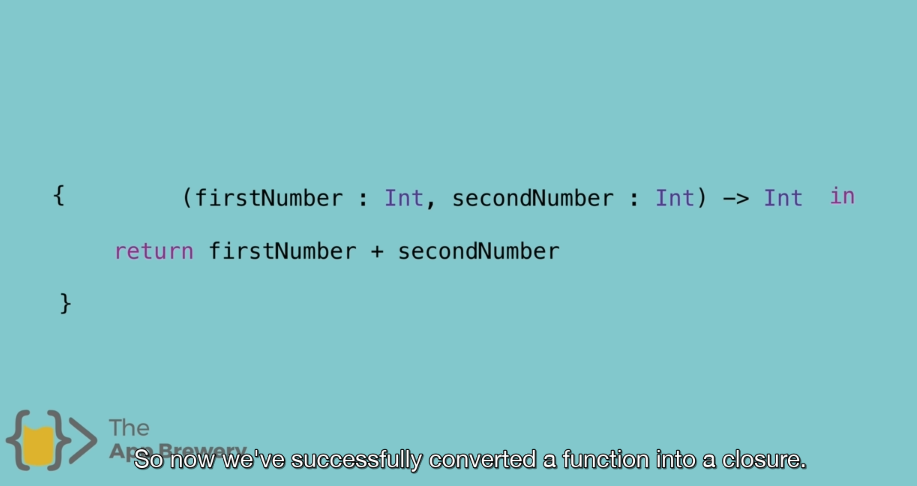 { (firstNumber : Int, secondNumber : Int) -> Int in
return firstNumber + secondNumber
}
The
App Brewery
So now we've successfully converted a function into a closure.